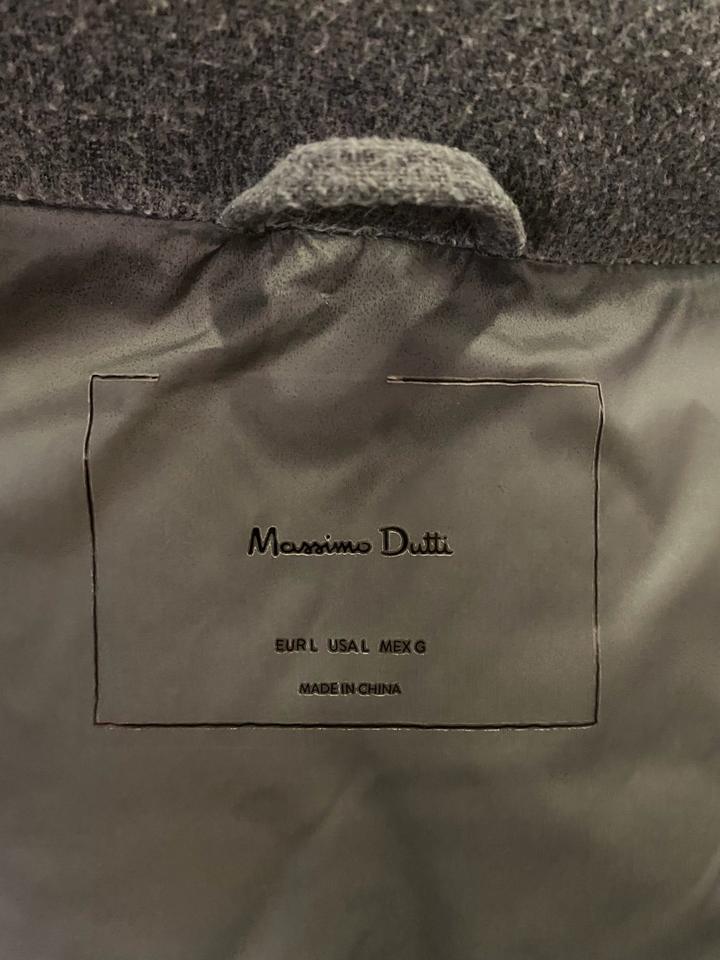 Massimo Dutti
EUR L USA L MEX G
MADE IN CHINA